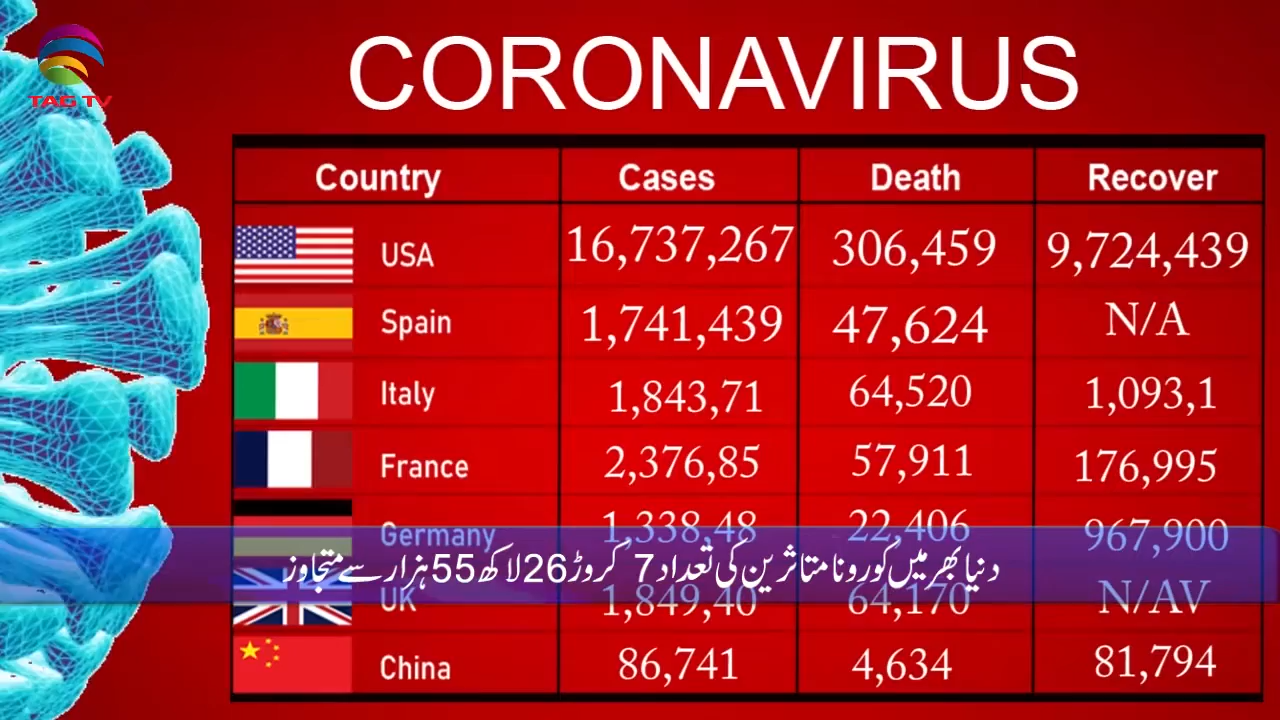 CORONAVIRUS
TAG TV
Country Cases Death Recover
USA 16,737,267 306,459 9,724,439
Spain 1,741,439 47,624 N/A
Italy 1,843,71 64,520 1,093,1
France 2,376,85 57,911 176,995
Germany 1,338,48 22,406 967,900
دنیا بھر میں کورونا متاثرین کی تعداد 7 کروڑ 26 لاکھ 55 ہزار سے متجاوز
UK 1,849,40 64,170 N/AV
China 86,741 4,634 81,794